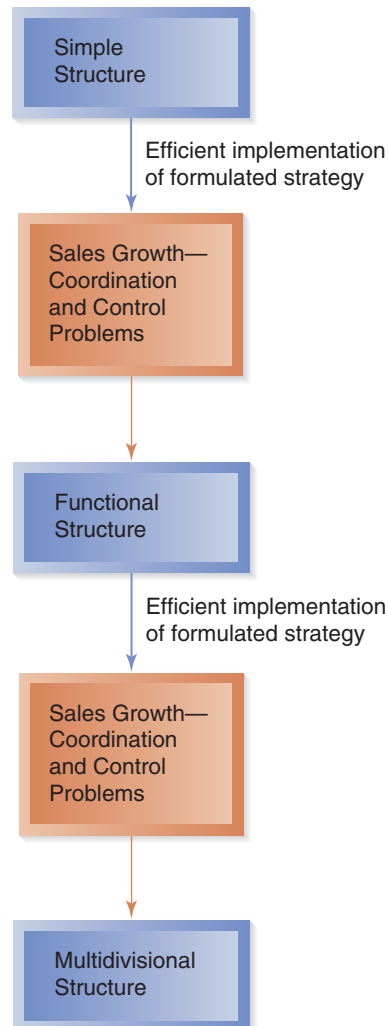 Simple
Structure
Efficient implementation
of formulated strategy
Sales Growth—
Coordination
and Control
Problems
Functional
Structure
Efficient implementation
of formulated strategy
Sales Growth—
Coordination
and Control
Problems
Multidivisional
Structure